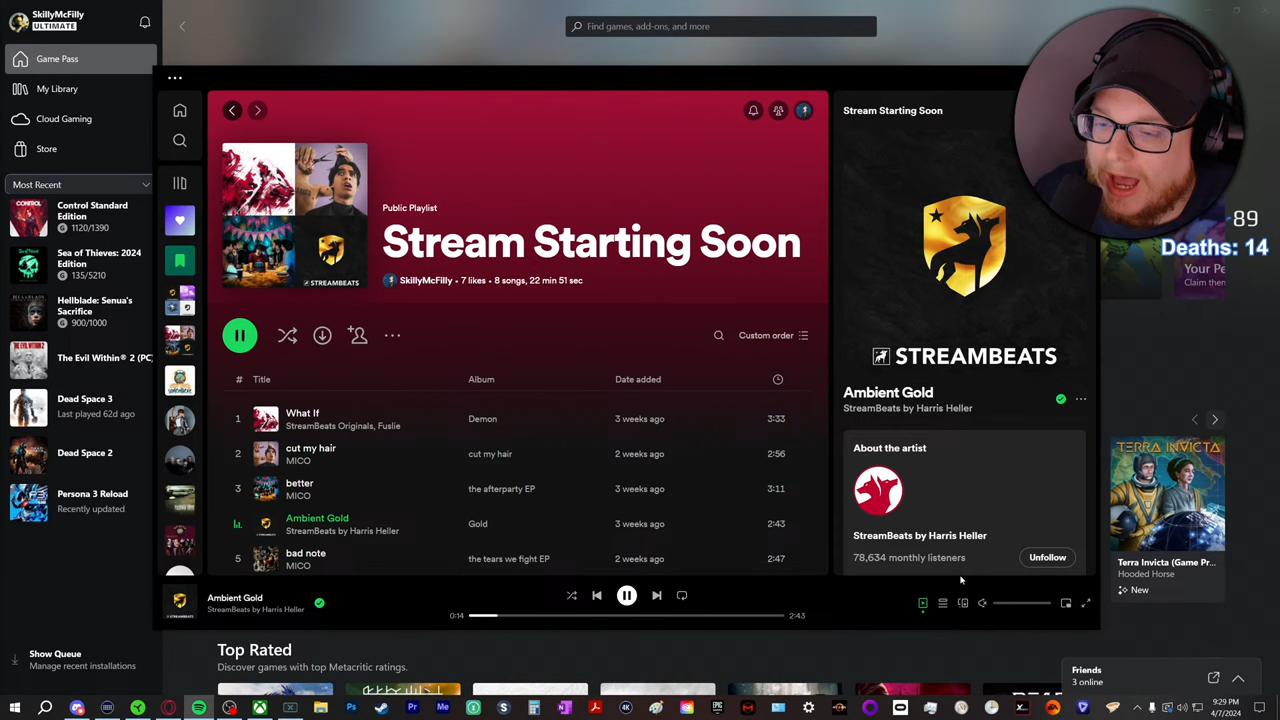 SkillyMcFilly
ULTIMATE
Find games, add-ons, and more
Game Pass
My Library
Cloud Gaming
Store
Most Recent
Control Standard
Edition
1120/1390
Sea of Thieves: 2024
Edition
135/5210
Hellblade: Senua's
Sacrifice
900/1000
The Evil Within® 2 (PC)
Dead Space 3
Last played 62d ago
Dead Space 2
Persona 3 Reload
Recently updated
Show Queue
Manage recent installations
Public Playlist
Stream Starting Soon
SkillyMcFilly • 7 likes • 8 songs, 22 min 51 sec
STREAMBEATS
Custom order
# Title Album Date added
1 What If Demon 3 weeks ago 3:33
StreamBeats Originals, Fuslie
2 cut my hair cut my hair 2 weeks ago 2:56
MICO
3 better the afterparty EP 3 weeks ago 3:11
MICO
Ambient Gold Gold 3 weeks ago 2:43
StreamBeats by Harris Heller
5 bad note the tears we fight EP 2 weeks ago 2:47
MICO
Stream Starting Soon
STREAMBEATS
Ambient Gold
StreamBeats by Harris Heller
About the artist
StreamBeats by Harris Heller
78,634 monthly listeners
Unfollow
Ambient Gold
StreamBeats by Harris Heller
0:14
2:43
89
Deaths: 14
Your Pe
Claim then
TERRA INVICTA
Terra Invicta (Game Pr...
Hooded Horse
New
Top Rated
Discover games with top Metacritic ratings.
Friends
3 online
9:29 PM
4/7/2024